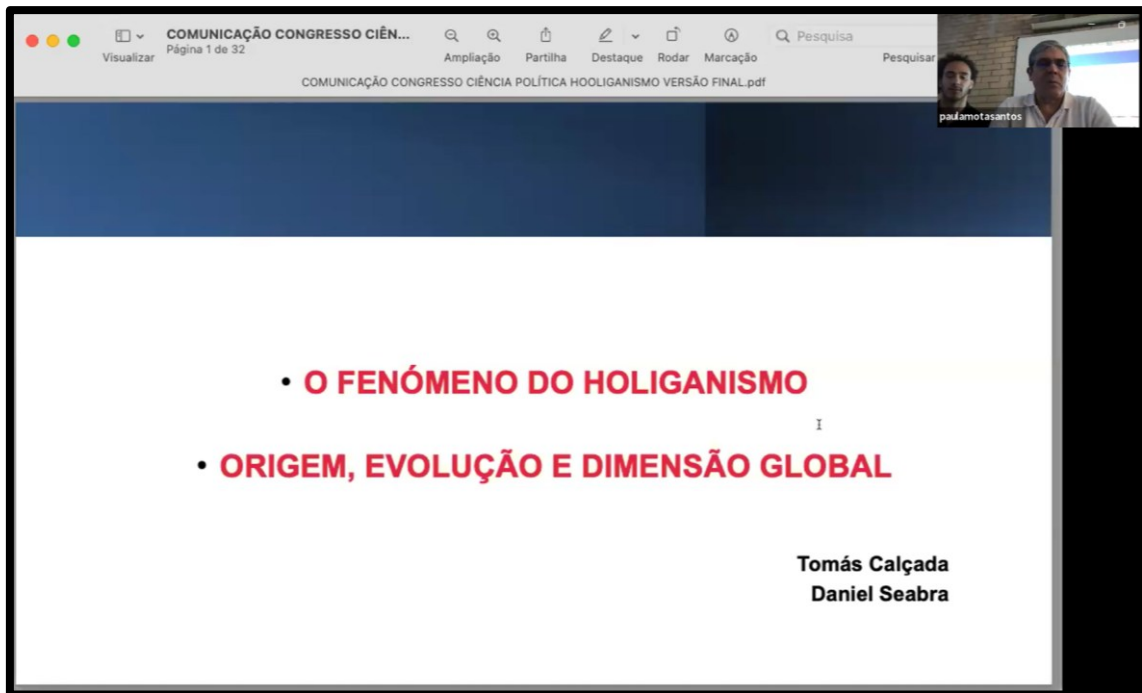 COMUNICAÇÃO CONGRESSO CIÊN...
Página 1 de 32
Visualizar
Ampliação
Partilha
Destaque
Rodar
Marcação
Pesquisa
Pesquisar
COMUNICAÇÃO CONGRESSO CIÊNCIA POLÍTICA HOOLIGANISMO VERSÃO FINAL.pdf
paulamotasantos
• O FENÓMENO DO HOLIGANISMO
• ORIGEM, EVOLUÇÃO E DIMENSÃO GLOBAL
Tomás Calçada
Daniel Seabra